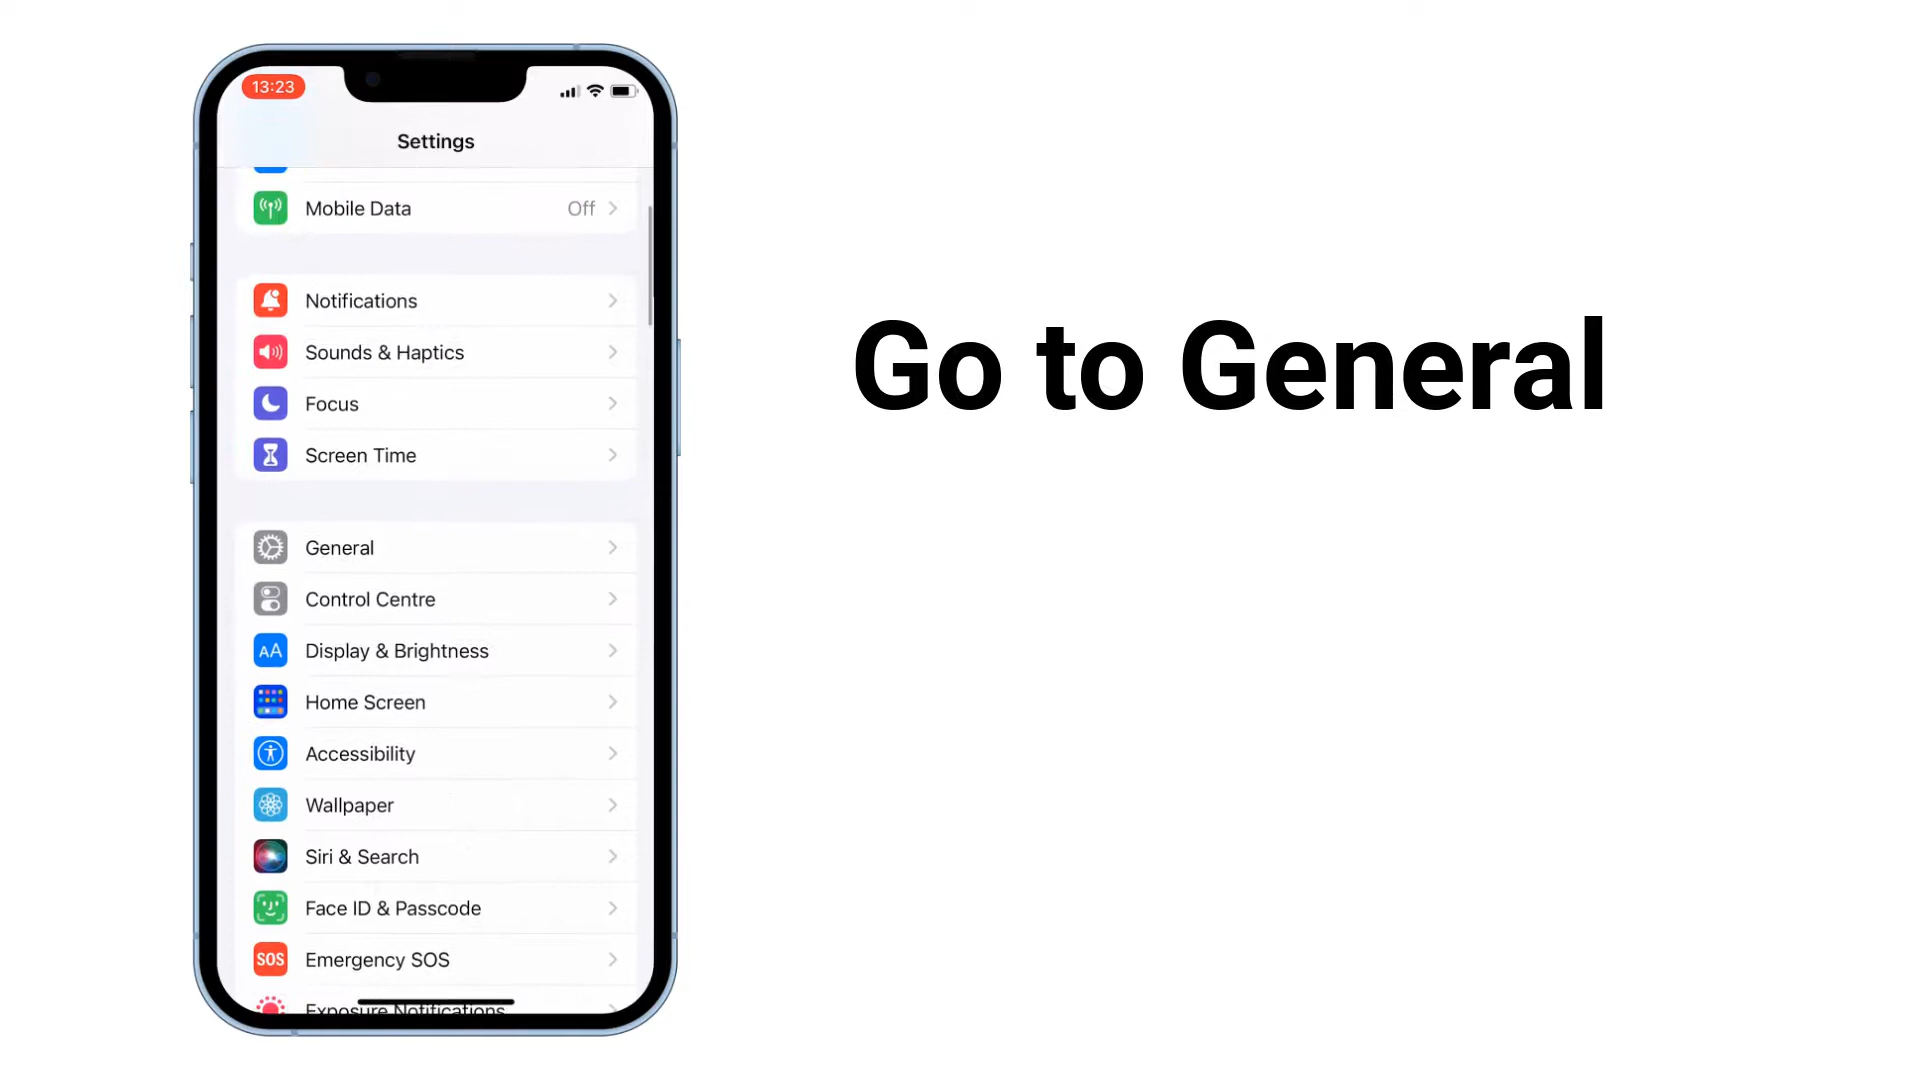 13:23
Settings
Mobile Data Off
Notifications
Sounds & Haptics
Focus
Screen Time
General
Control Centre
AA Display & Brightness
Home Screen
Accessibility
Wallpaper
Siri & Search
Face ID & Passcode
SOS Emergency SOS
Exposure Notifications
Go to General